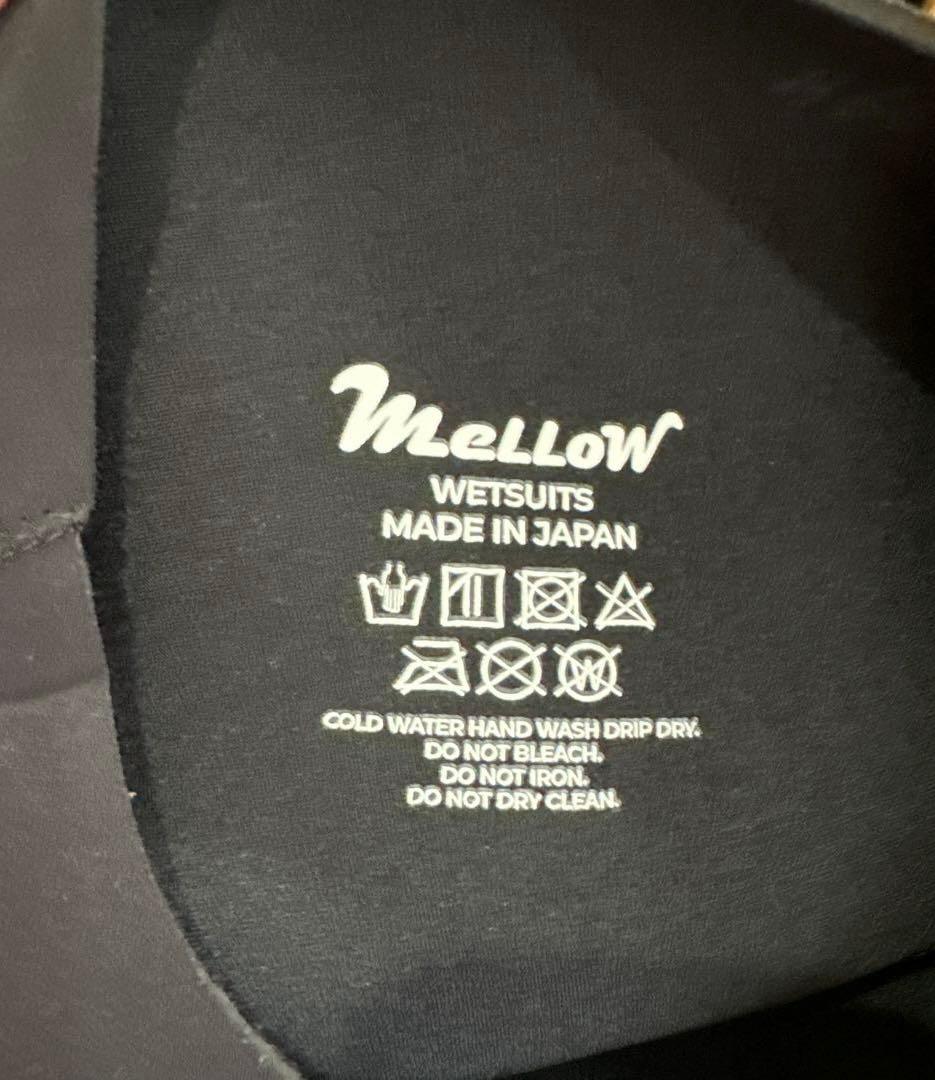 Mellow
WETSUITS
MADE IN JAPAN
W
COLD WATER HAND WASH DRIP DRY.
DO NOT BLEACH.
DO NOT IRON.
DO NOT DRY CLEAN.